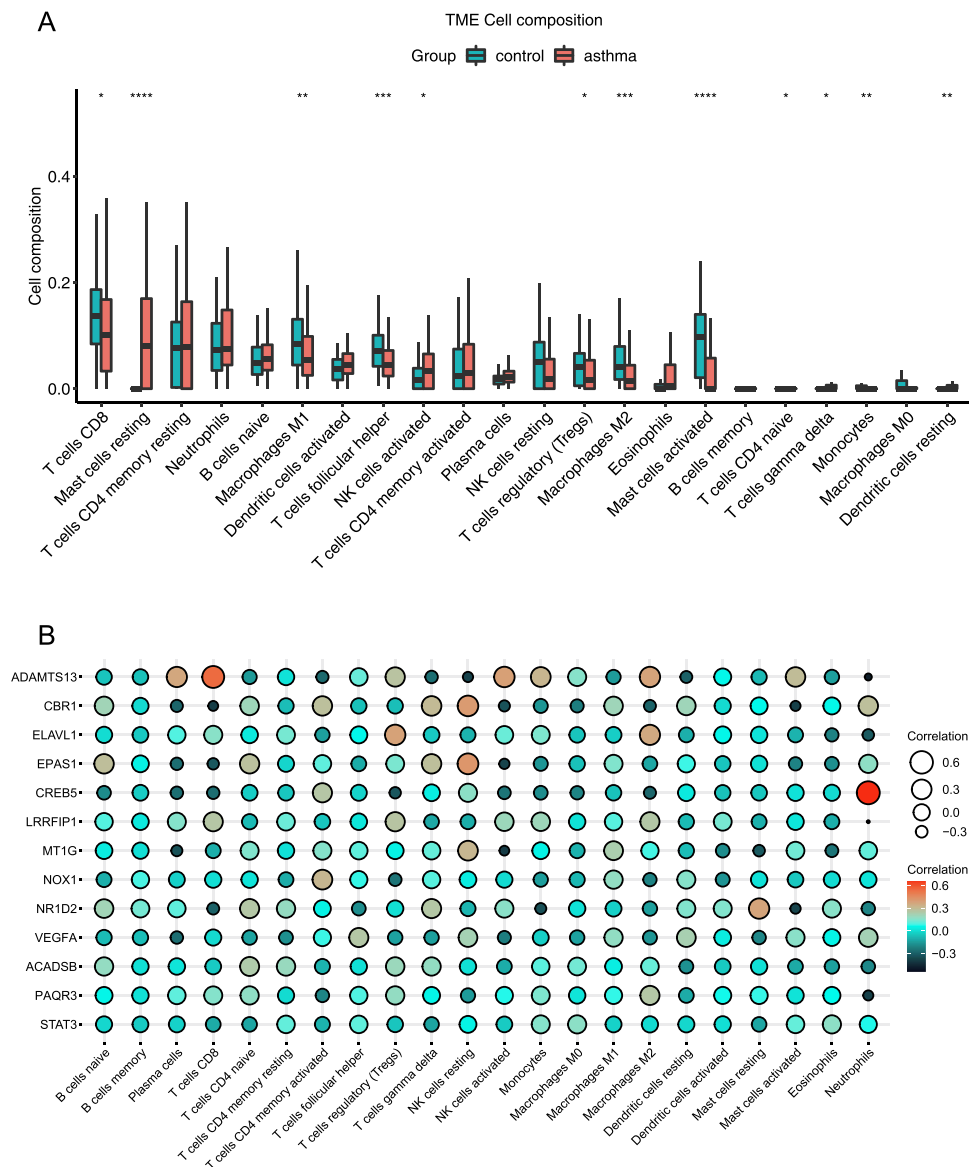 A
TME Cell composition
Group control asthma
* **** ** *** * * *** **** * * ** **
Cell composition
0.4
0.2
0.0
T cells CD8
Mast cells resting
T cells CD4 memory resting
Neutrophils
B cells naive
Macrophages M1
Dendritic cells activated
T cells follicular helper
NK cells activated
T cells CD4 memory activated
Plasma cells
NK cells resting
T cells regulatory (Tregs)
Macrophages M2
Eosinophils
Mast cells activated
B cells memory
T cells CD4 naive
T cells gamma delta
Monocytes
Macrophages M0
Dendritic cells resting
B
ADAMTS13
CBR1
ELAVL1
EPAS1
CREB5
LRRFIP1
MT1G
NOX1
NR1D2
VEGFA
ACADSB
PAQR3
STAT3
B cells naive
B cells memory
Plasma cells
T cells CD8
T cells CD4 naive
T cells CD4 memory resting
T cells CD4 memory activated
T cells follicular helper
T cells regulatory (Tregs)
T cells gamma delta
NK cells resting
NK cells activated
Monocytes
Macrophages M0
Macrophages M1
Macrophages M2
Dendritic cells resting
Dendritic cells activated
Mast cells resting
Mast cells activated
Eosinophils
Neutrophils
Correlation
0.6
0.3
0.0
−0.3
Correlation
0.6
0.3
0.0
−0.3